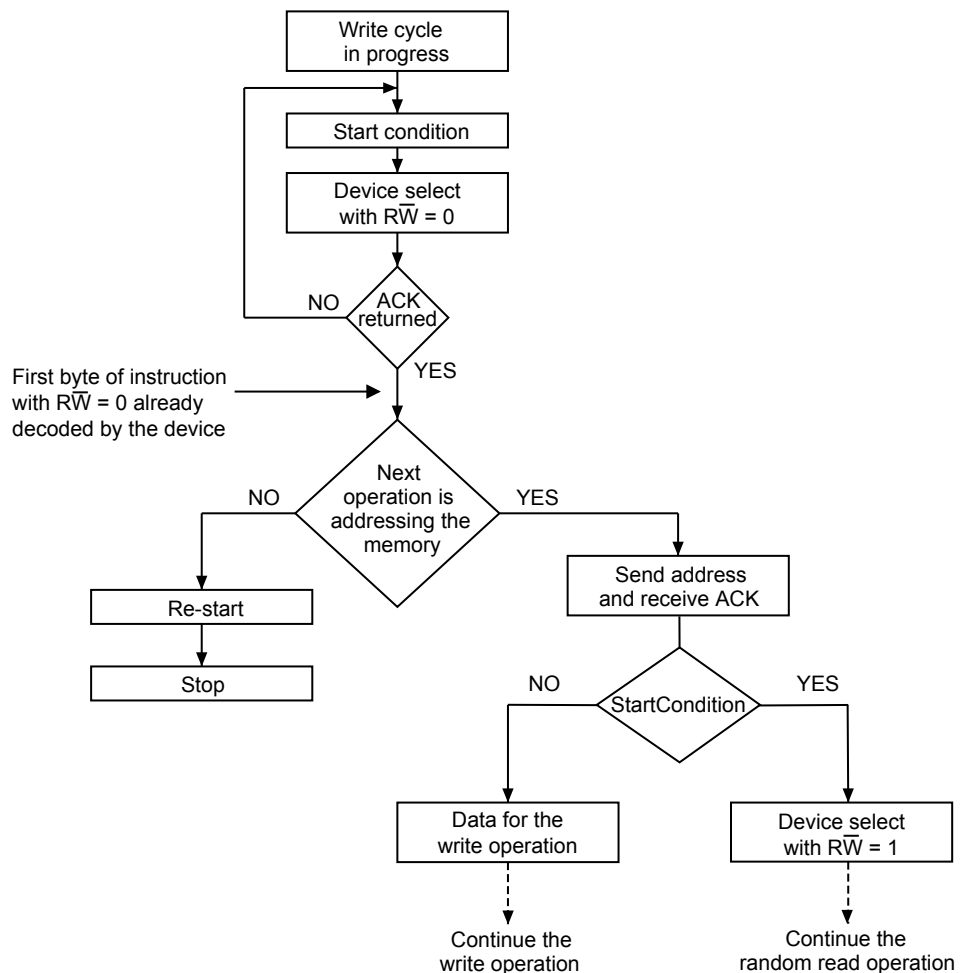 Write cycle
in progress
Start condition
Device select
with RW̅ = 0
NO
ACK
returned
YES
First byte of instruction
with RW̅ = 0 already
decoded by the device
NO
Next
operation is
addressing the
memory
YES
Re-start
Send address
and receive ACK
Stop
NO
StartCondition
YES
Data for the
write operation
Device select
with RW̅ = 1
Continue the
write operation
Continue the
random read operation